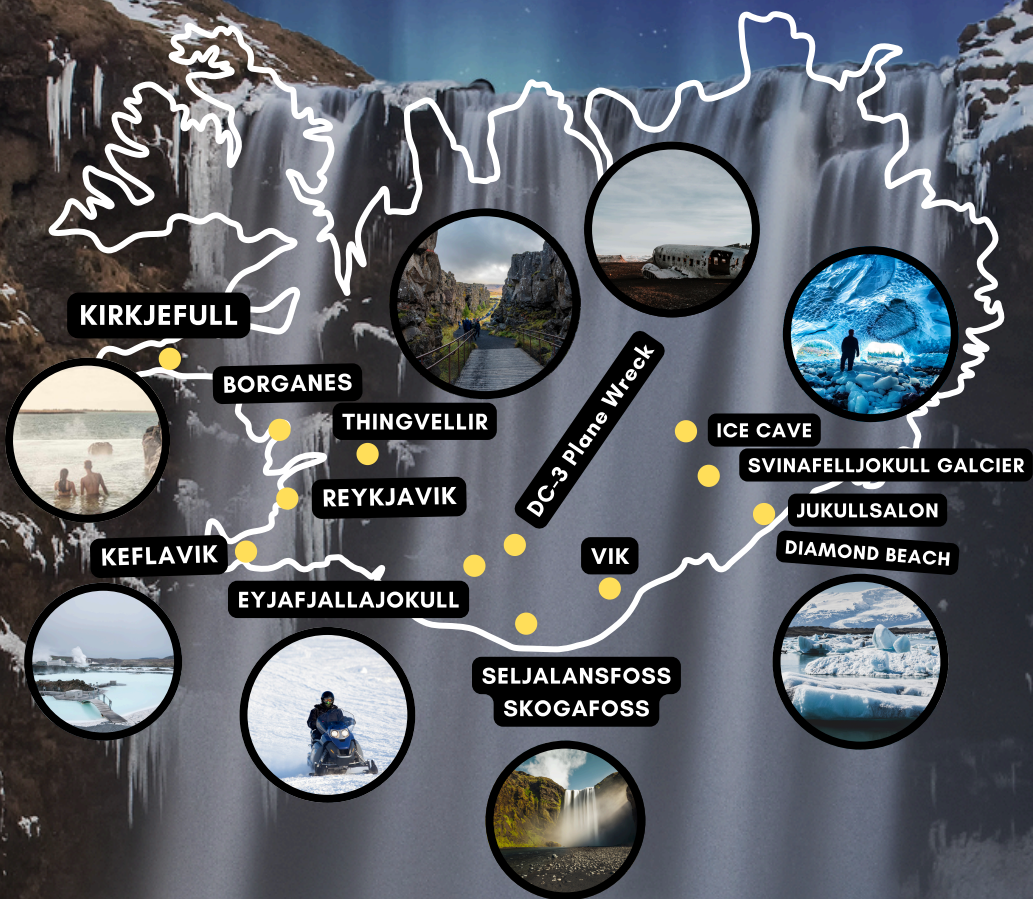 KIRKJEFULL
BORGANES
THINGVELLIR
DC-3 Plane Wreck
ICE CAVE
SVINAFELLJOKULL GALCIER
REYKJAVIK
JUKULLSALON
KEFLAVIK
VIK
DIAMOND BEACH
EYJAFJALLAJOKULL
SELJALANSFOSS
SKOGAFOSS